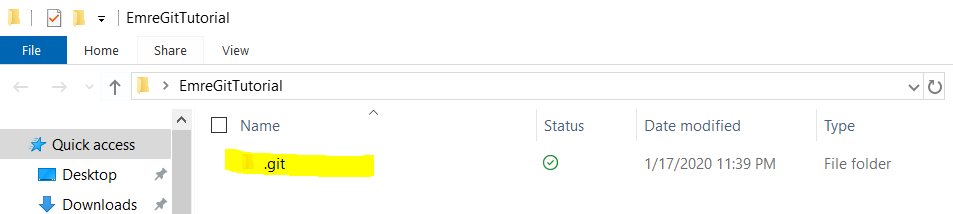 EmreGitTutorial
File Home Share View
EmreGitTutorial
Name Status Date modified Type
Quick access
.git 1/17/2020 11:39 PM File folder
Desktop
Downloads